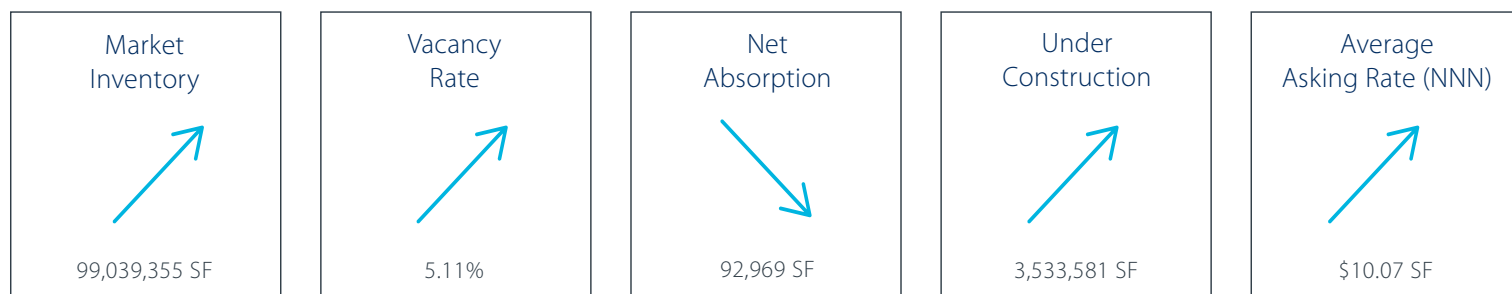 Market
Inventory
99,039,355 SF
Vacancy
Rate
5.11%
Net
Absorption
92,969 SF
Under
Construction
3,533,581 SF
Average
Asking Rate (NNN)
$10.07 SF